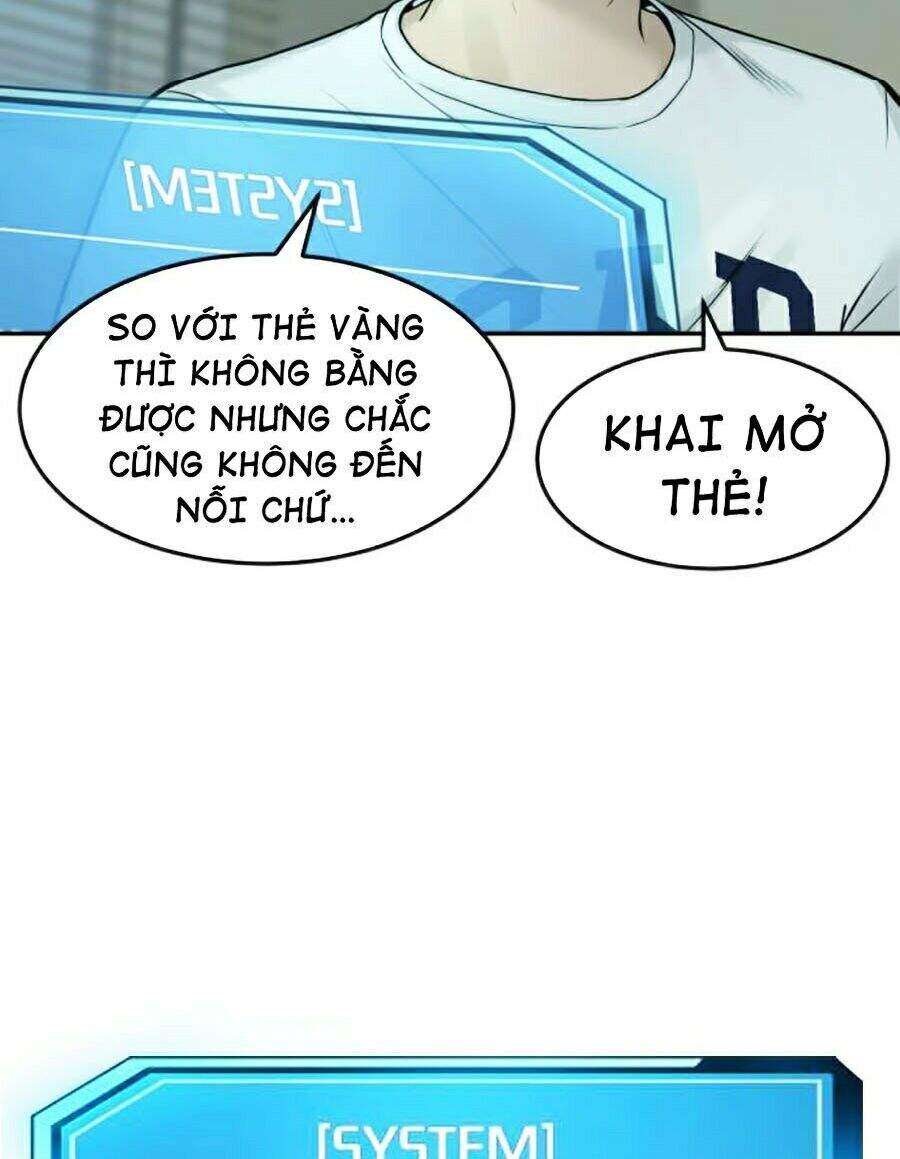 [SYSTEM]
SO VỚI THẺ VÀNG
THÌ KHÔNG BẰNG
ĐƯỢC NHƯNG CHẮC
CŨNG KHÔNG ĐẾN
NỖI CHỨ...
KHAI MỞ
THẺ!
[SYSTEM]